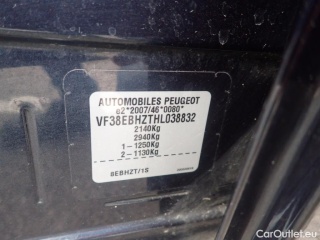 AUTOMOBILES PEUGEOT
e2*2007/46*0080*
VF38EBHZTHL038832
2140Kg
2940Kg
1-1250Kg
2-1130Kg
8EBHZT/1S
CarOutlet.eu